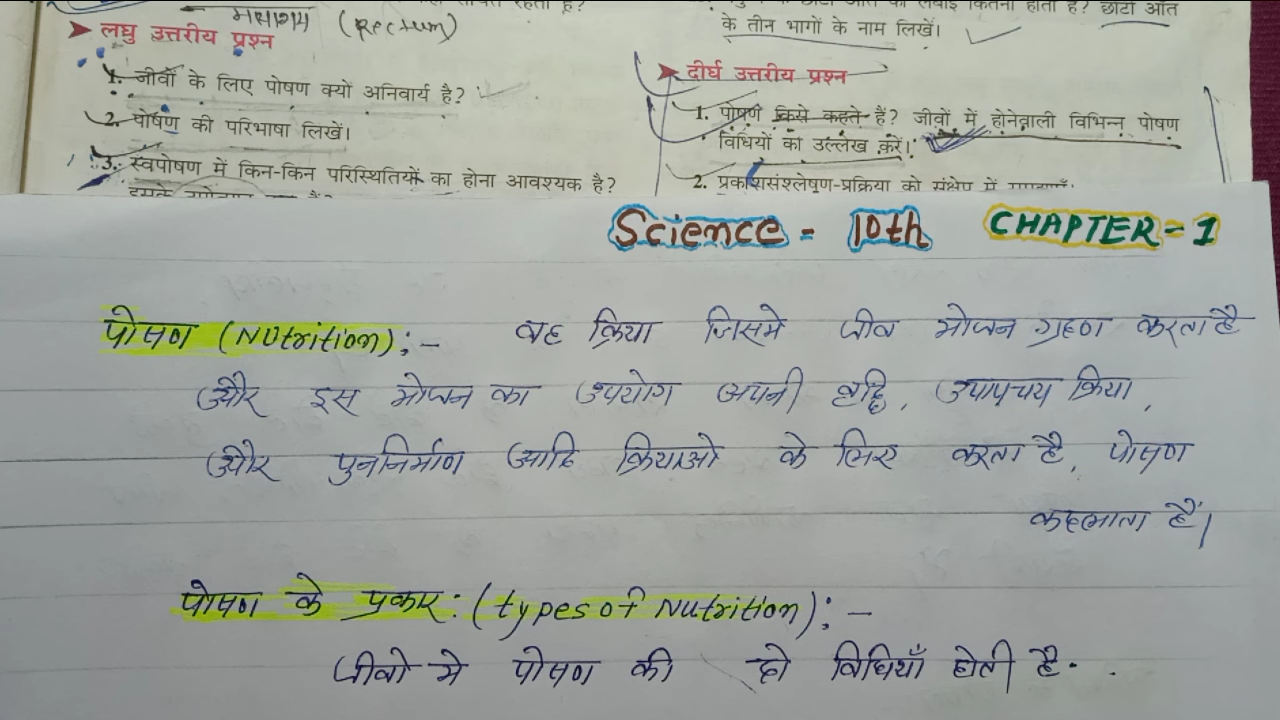 मलाशय (Rectum)
➤ लघु उत्तरीय प्रश्न
1. जीवों के लिए पोषण क्यों अनिवार्य है?
2. पोषण की परिभाषा लिखें।
3. स्वपोषण में किन-किन परिस्थितियों का होना आवश्यक है?
लंबाई कितनी होती है? छोटी आँत
के तीन भागों के नाम लिखें।
➤ दीर्घ उत्तरीय प्रश्न
1. पोषण किसे कहते हैं? जीवों में होनेवाली विभिन्न पोषण
विधियों का उल्लेख करें।
2. प्रकाशसंश्लेषण-प्रक्रिया को संक्षेप में
Science - 10th CHAPTER - 1
पोषण (Nutrition) :- वह क्रिया जिसमे जीव भोजन ग्रहण करता है
और इस भोजन का उपयोग अपनी वृद्धि, उपापचय क्रिया,
और पुननिर्माण आदि क्रियाओ के लिए करता है, पोषण
कहलाता हैं।
पोषण के प्रकार : (types of Nutrition) :-
जीवो मे पोषण की दो विधियाँ होती है.